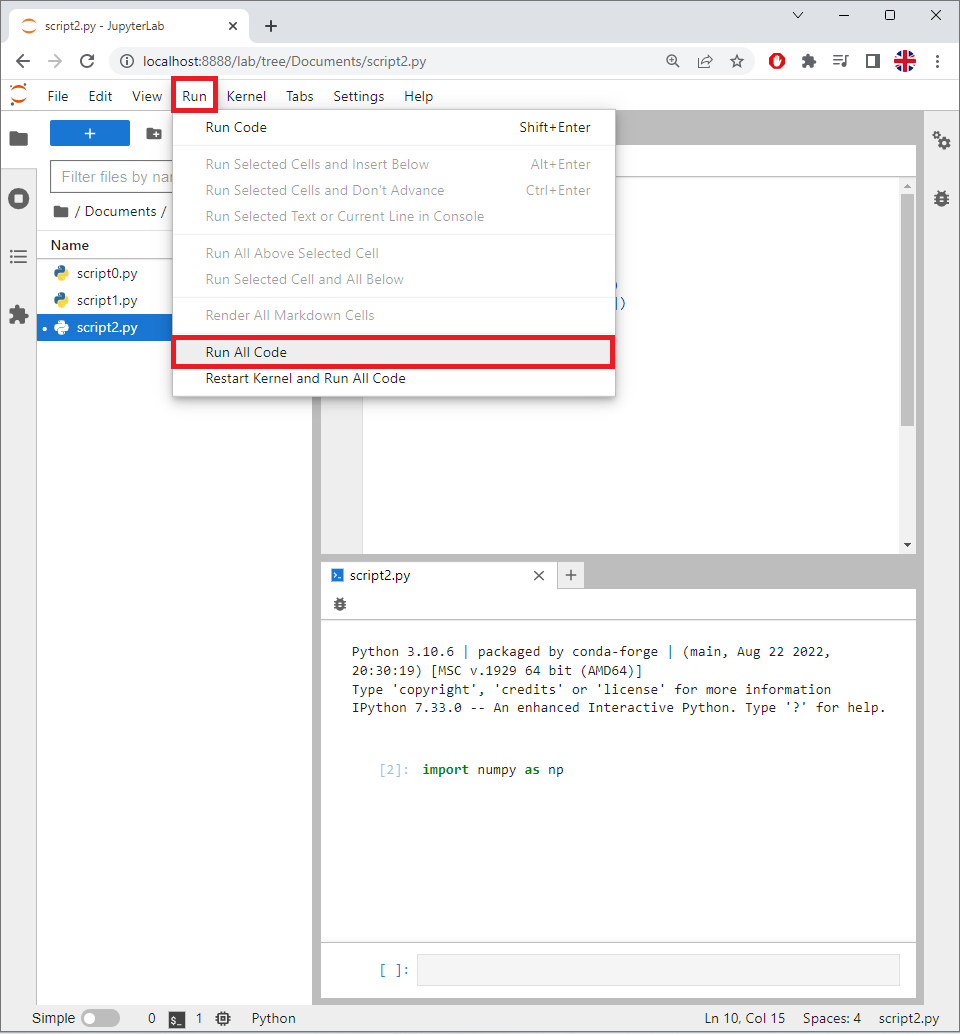 script2.py - JupyterLab
localhost:8888/lab/tree/Documents/script2.py
File Edit View Run Kernel Tabs Settings Help
Run Code Shift+Enter
Run Selected Cells and Insert Below Alt+Enter
Run Selected Cells and Don't Advance Ctrl+Enter
Run Selected Text or Current Line in Console
Run All Above Selected Cell
Run Selected Cell and All Below
Render All Markdown Cells
Run All Code
Restart Kernel and Run All Code
Filter files by
/ Documents /
Name
script0.py
script1.py
script2.py
script2.py
Python 3.10.6 | packaged by conda-forge | (main, Aug 22 2022,
20:30:19) [MSC v.1929 64 bit (AMD64)]
Type 'copyright', 'credits' or 'license' for more information
IPython 7.33.0 -- An enhanced Interactive Python. Type '?' for help.
[2]: import numpy as np
[ ]:
Simple 0 $_ 1 Python Ln 10, Col 15 Spaces: 4 script2.py